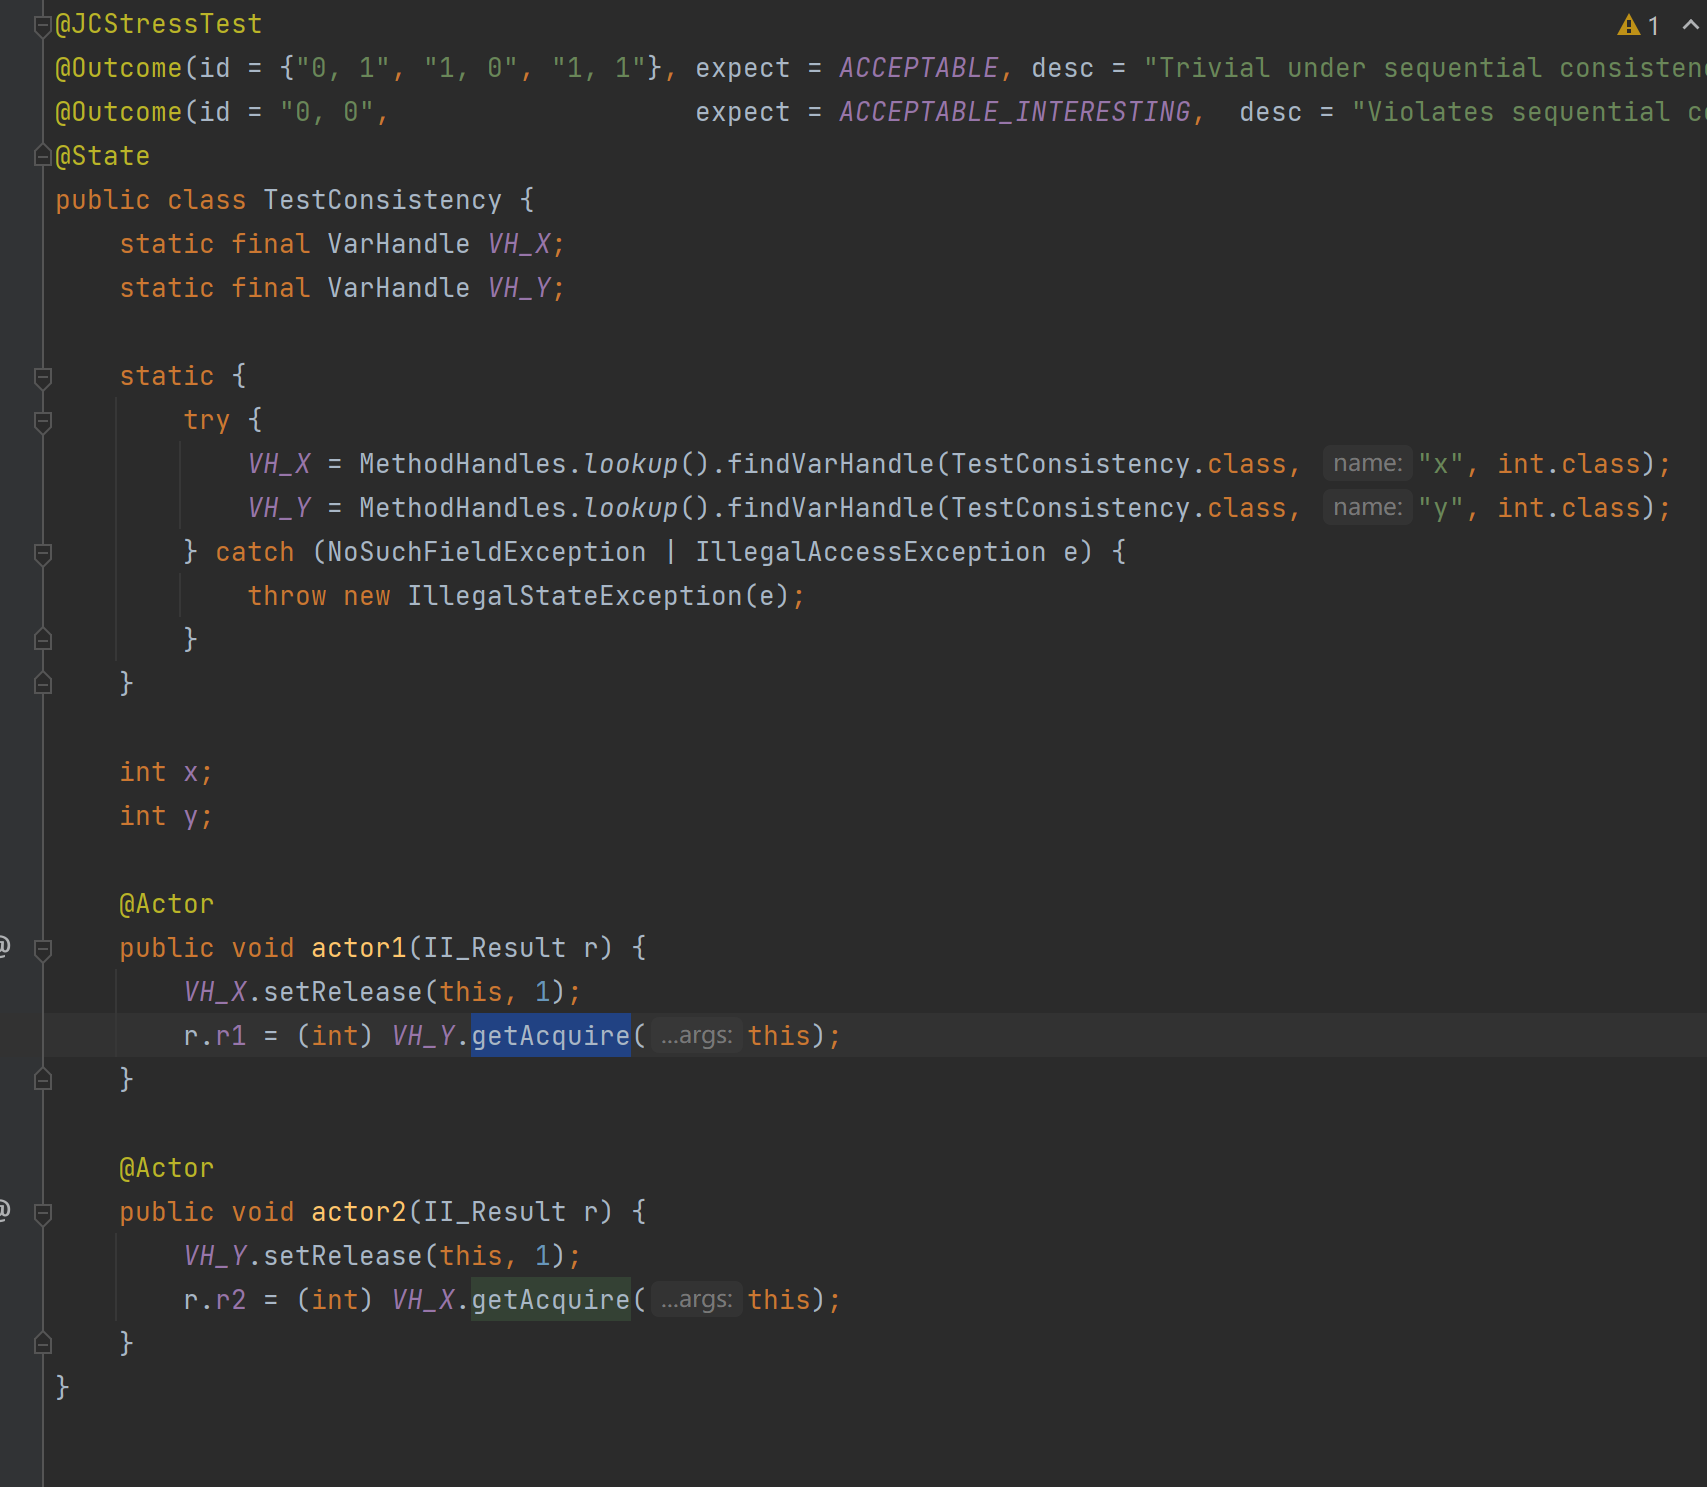 @JCStressTest
1
@Outcome(id = {"0, 1", "1, 0", "1, 1"}, expect = ACCEPTABLE, desc = "Trivial under sequential
@Outcome(id = "0, 0", expect = ACCEPTABLE_INTERESTING, desc = "Violates sequential
@State
public class TestConsistency {
static final VarHandle VH_X;
static final VarHandle VH_Y;
static {
try {
VH_X = MethodHandles.lookup().findVarHandle(TestConsistency.class, name: "x", int.class);
VH_Y = MethodHandles.lookup().findVarHandle(TestConsistency.class, name: "y", int.class);
} catch (NoSuchFieldException | IllegalAccessException e) {
throw new IllegalStateException(e);
}
}
int x;
int y;
@Actor
public void actor1(II_Result r) {
VH_X.setRelease(this, 1);
r.r1 = (int) VH_Y.getAcquire( ...args: this);
}
@Actor
public void actor2(II_Result r) {
VH_Y.setRelease(this, 1);
r.r2 = (int) VH_X.getAcquire( ...args: this);
}
}